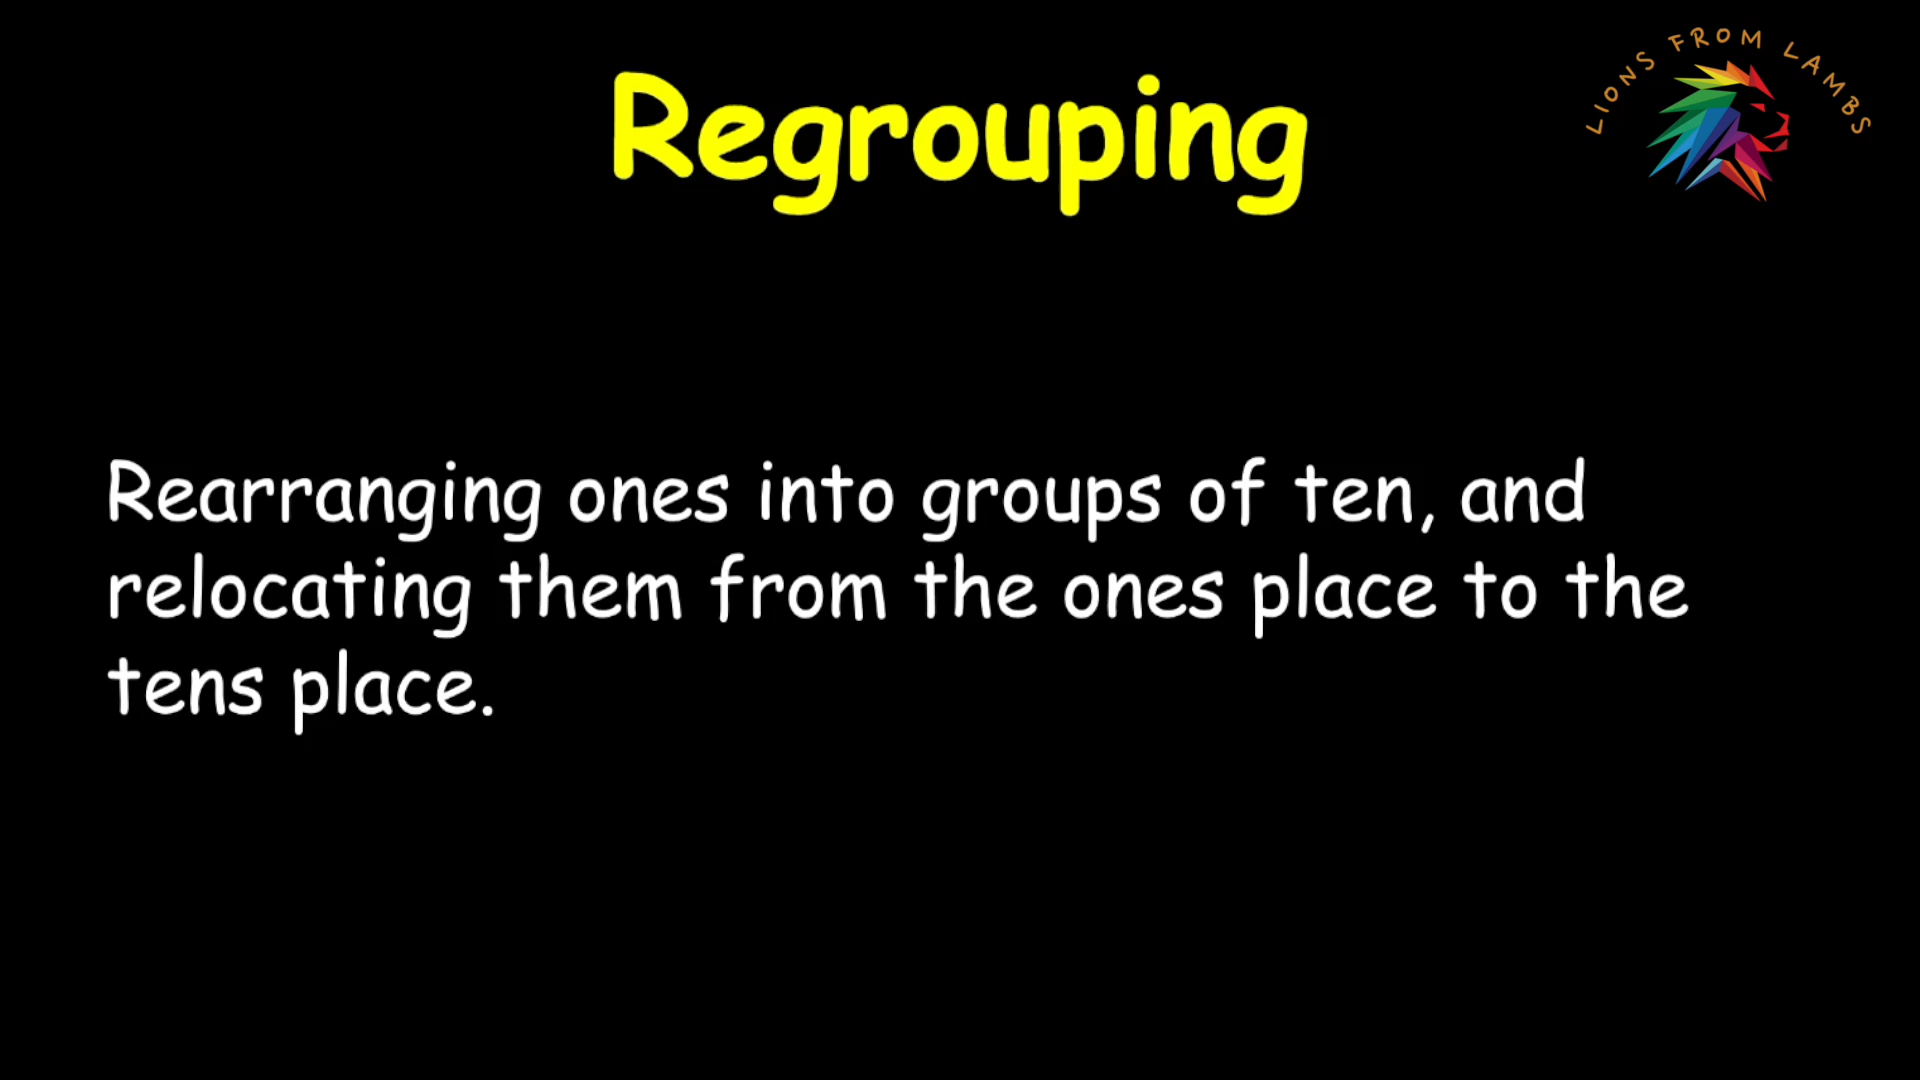 LIONS FROM LAMBS
Regrouping
Rearranging ones into groups of ten, and
relocating them from the ones place to the
tens place.